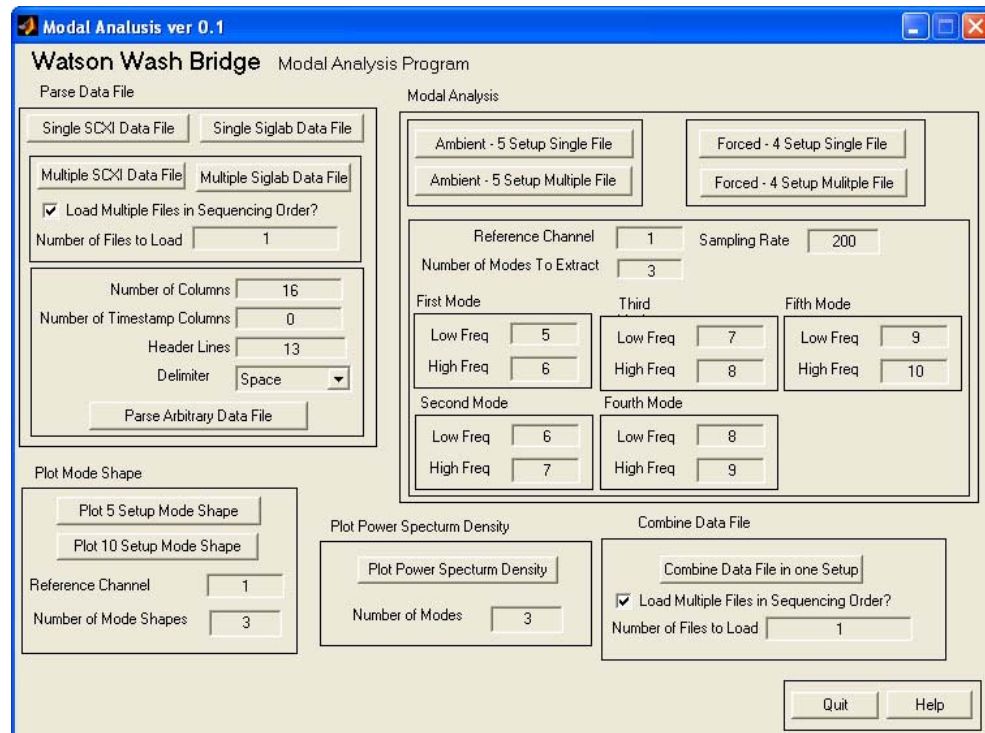 Modal Analusis ver 0.1
Watson Wash Bridge Modal Analysis Program
Parse Data File
Single SCXI Data File
Single Siglab Data File
Multiple SCXI Data File
Multiple Siglab Data File
Load Multiple Files in Sequencing Order?
Number of Files to Load 1
Number of Columns 16
Number of Timestamp Columns 0
Header Lines 13
Delimiter Space
Parse Arbitrary Data File
Modal Analysis
Ambient - 5 Setup Single File
Ambient - 5 Setup Multiple File
Forced - 4 Setup Single File
Forced - 4 Setup Mulitple File
Reference Channel 1
Sampling Rate 200
Number of Modes To Extract 3
First Mode
Low Freq 5
High Freq 6
Third
Low Freq 7
High Freq 8
Fifth Mode
Low Freq 9
High Freq 10
Second Mode
Low Freq 6
High Freq 7
Fourth Mode
Low Freq 8
High Freq 9
Plot Mode Shape
Plot 5 Setup Mode Shape
Plot 10 Setup Mode Shape
Reference Channel 1
Number of Mode Shapes 3
Plot Power Specturm Density
Plot Power Specturm Density
Number of Modes 3
Combine Data File
Combine Data File in one Setup
Load Multiple Files in Sequencing Order?
Number of Files to Load 1
Quit
Help